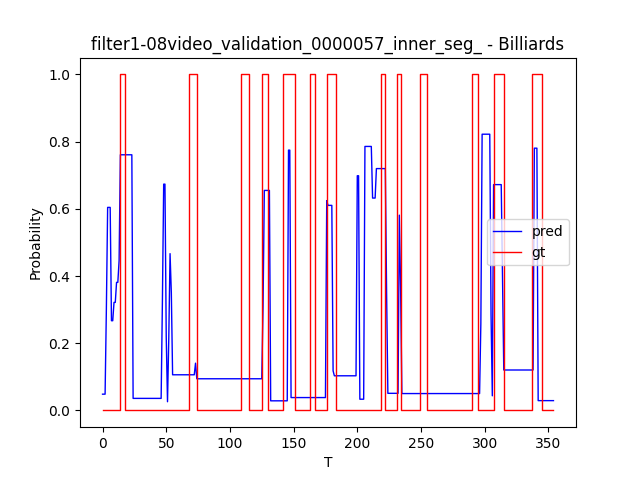 filter1-08video_validation_0000057_inner_seg_ - Billiards
1.0
0.8
0.6
0.4
0.2
0.0
Probability
pred
gt
0 50 100 150 200 250 300 350
T